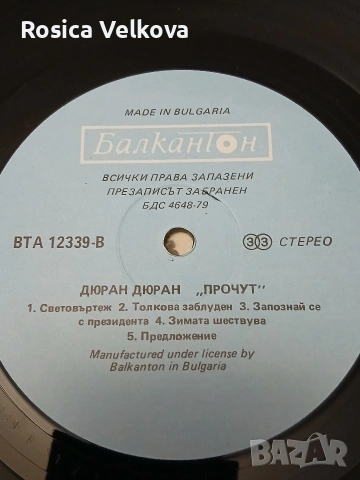 Rosica Velkova
MADE IN BULGARIA
Балкантон
ВСИЧКИ ПРАВА ЗАПАЗЕНИ
ПРЕЗАПИСЪТ ЗАБРАНЕН
БДС 4648-79
ВТА 12339-В
33 СТЕРЕО
ДЮРАН ДЮРАН „ПРОЧУТ"
1. Световъртеж 2. Толкова заблуден 3. Запознай се
с президента 4. Зимата шествува
5. Предложение
Manufactured under license by
Balkanton in Bulgaria
BAZAR